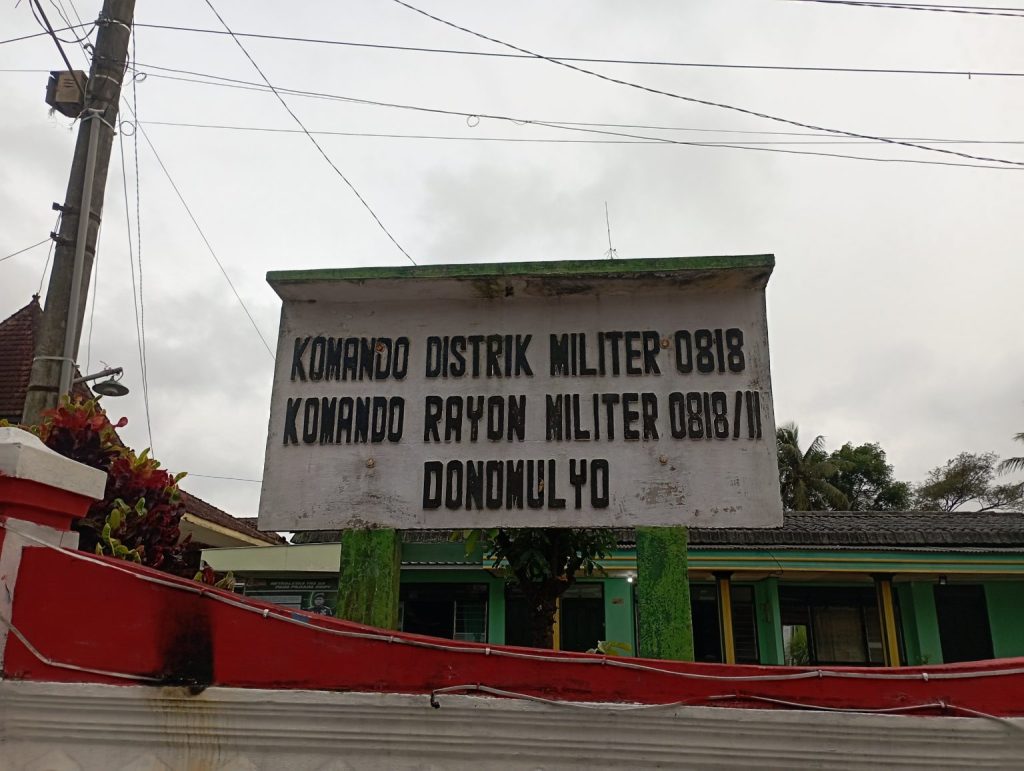 KOMANDO DISTRIK MILITER 0818
KOMANDO RAYON MILITER 0818/11
DONOMULYO